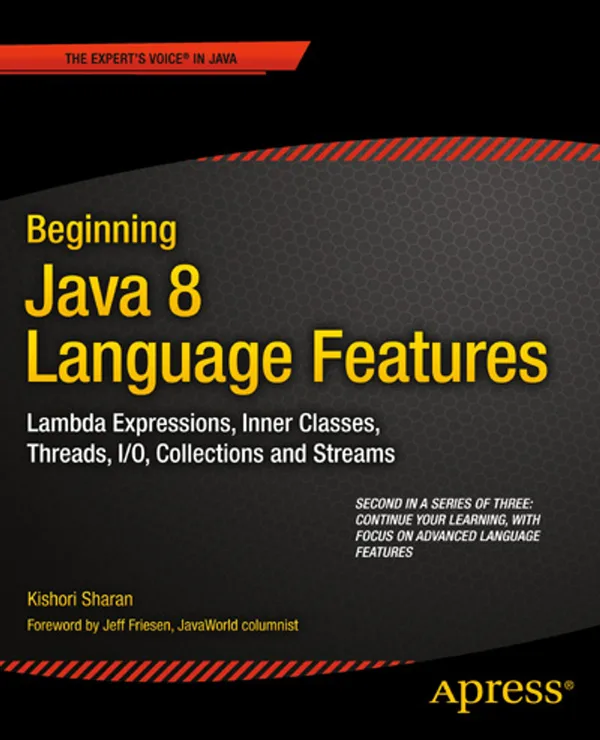 THE EXPERT'S VOICE® IN JAVA
Beginning
Java 8
Language Features
Lambda Expressions, Inner Classes,
Threads, I/O, Collections and Streams
SECOND IN A SERIES OF THREE:
CONTINUE YOUR LEARNING, WITH
FOCUS ON ADVANCED LANGUAGE
FEATURES
Kishori Sharan
Foreword by Jeff Friesen, JavaWorld columnist
Apress®